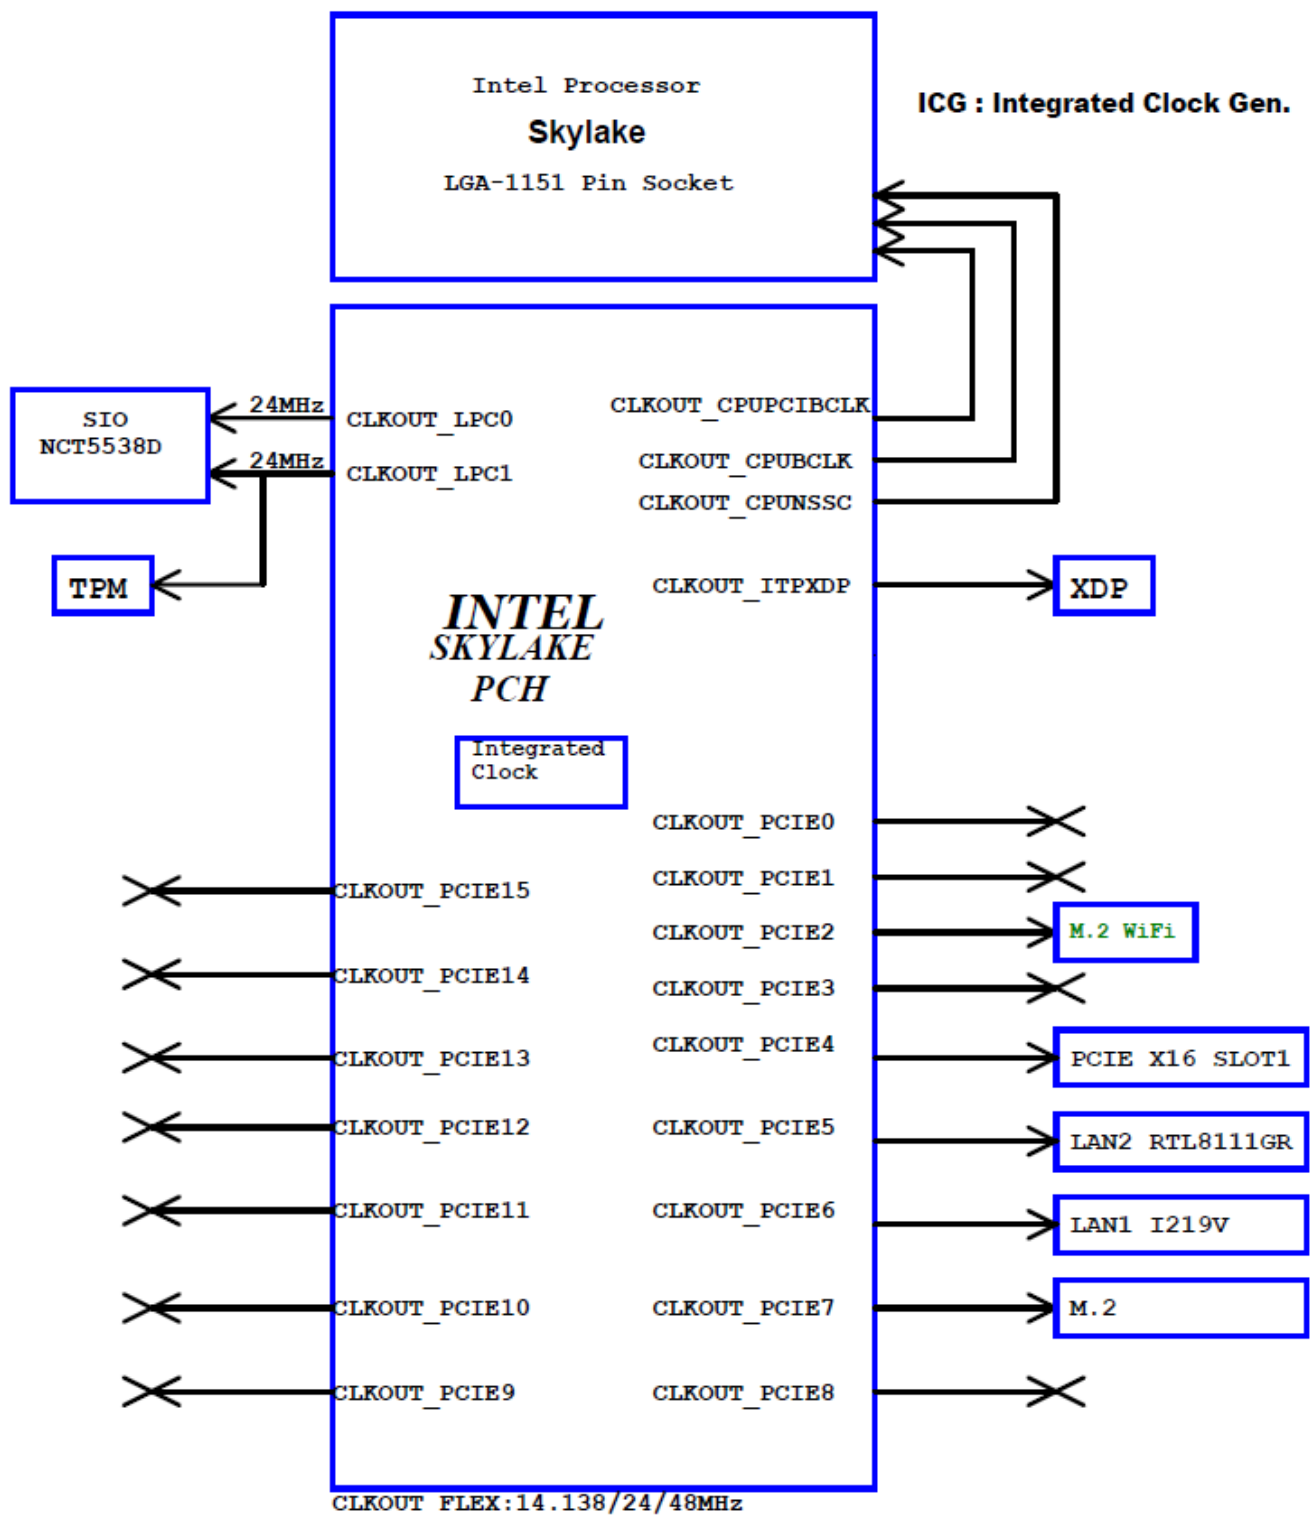 Intel Processor
Skylake
LGA-1151 Pin Socket
ICG : Integrated Clock Gen.
SIO
NCT5538D
24MHz
CLKOUT_LPC0
24MHz
CLKOUT_LPC1
TPM
CLKOUT_CPUPCIBCLK
CLKOUT_CPUBCLK
CLKOUT_CPUNSSC
CLKOUT_ITPXDP
XDP
INTEL
SKYLAKE
PCH
Integrated
Clock
CLKOUT_PCIE15
CLKOUT_PCIE14
CLKOUT_PCIE13
CLKOUT_PCIE12
CLKOUT_PCIE11
CLKOUT_PCIE10
CLKOUT_PCIE9
CLKOUT_PCIE0
CLKOUT_PCIE1
CLKOUT_PCIE2
M.2 WiFi
CLKOUT_PCIE3
CLKOUT_PCIE4
PCIE X16 SLOT1
CLKOUT_PCIE5
LAN2 RTL8111GR
CLKOUT_PCIE6
LAN1 I219V
CLKOUT_PCIE7
M.2
CLKOUT_PCIE8
CLKOUT FLEX:14.138/24/48MHz